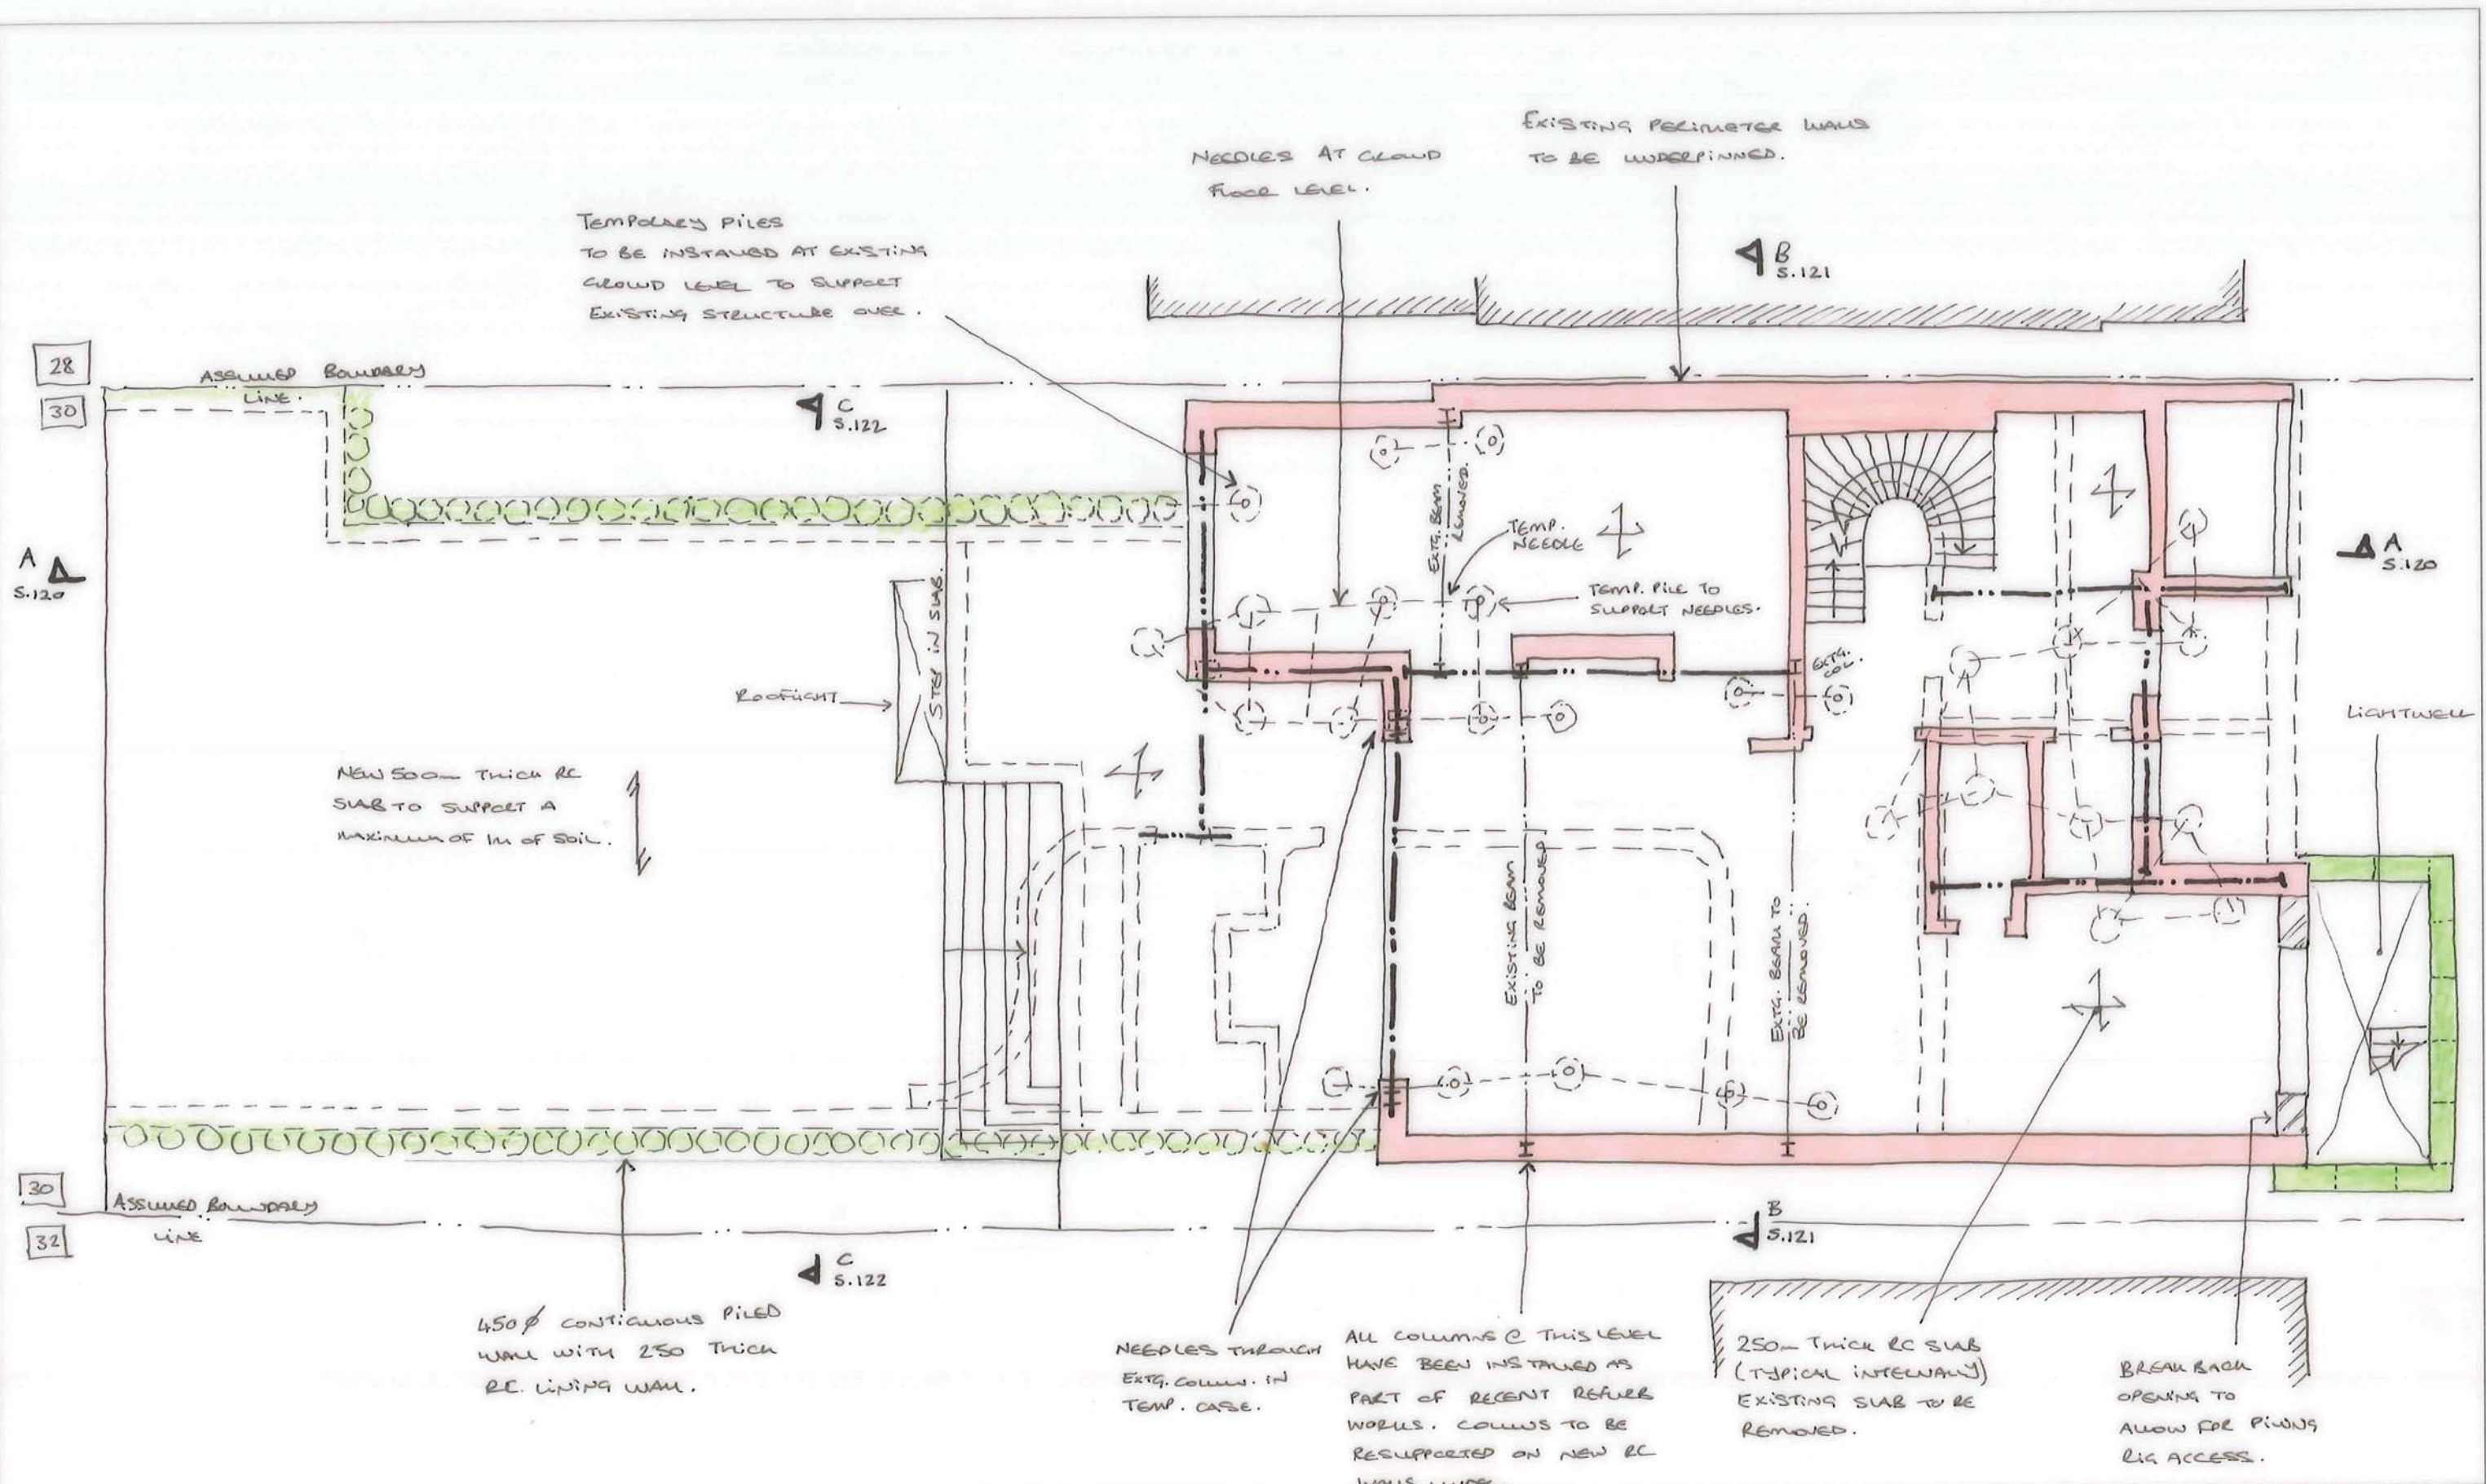 EXISTING PERIMETER WALLS
TO BE UNDERPINNED.
NEEDLES AT GROUND
FLOOR LEVEL.
TEMPORARY PILES
TO BE INSTALLED AT EXISTING
GROUND LEVEL TO SUPPORT
EXISTING STRUCTURE OVER.
B
S.121
28
ASSUMED BOUNDARY
LINE.
30
C
S.122
A
S.120
EXTG. BEAM
REMOVED.
TEMP.
NEEDLE
TEMP. PILE TO
SUPPORT NEEDLES.
A
S.120
STEP IN SLAB.
EXTG.
COL.
ROOFLIGHT
LIGHTWELL
NEW 500mm THICK RC
SLAB TO SUPPORT A
MAXIMUM OF 1m OF SOIL.
EXISTING BEAM
TO BE REMOVED
EXTG. BEAM TO
BE REMOVED.
30
ASSUMED BOUNDARY
LINE
32
B
S.121
C
S.122
450 Ø CONTIGUOUS PILED
WALL WITH 250 THICK
RC. LINING WALL.
NEEDLES THROUGH
EXTG. COLUMN. IN
TEMP. CASE.
ALL COLUMNS @ THIS LEVEL
HAVE BEEN INSTALLED AS
PART OF RECENT REFURB
WORKS. COLUMNS TO BE
RESUPPORTED ON NEW RC
250mm THICK RC SLAB
(TYPICAL INTERNALLY)
EXISTING SLAB TO BE
REMOVED.
BREAK BACK
OPENING TO
ALLOW FOR PILING
RIG ACCESS.